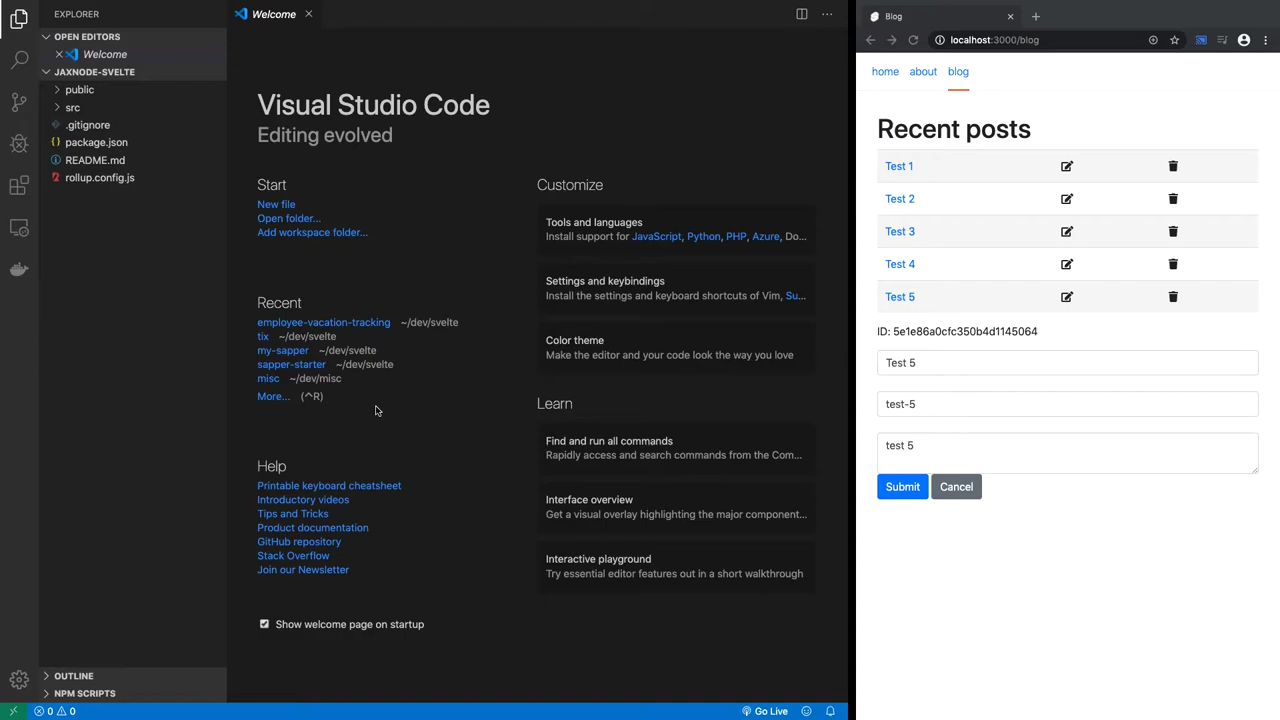 EXPLORER
OPEN EDITORS
Welcome
JAXNODE-SVELTE
public
src
.gitignore
package.json
README.md
rollup.config.js
OUTLINE
NPM SCRIPTS
Welcome
Visual Studio Code
Editing evolved
Start
New file
Open folder...
Add workspace folder...
Recent
employee-vacation-tracking ~/dev/svelte
tix ~/dev/svelte
my-sapper ~/dev/svelte
sapper-starter ~/dev/svelte
misc ~/dev/misc
More... (^R)
Help
Printable keyboard cheatsheet
Introductory videos
Tips and Tricks
Product documentation
GitHub repository
Stack Overflow
Join our Newsletter
Show welcome page on startup
Customize
Tools and languages
Install support for JavaScript, Python, PHP, Azure, Do...
Settings and keybindings
Install the settings and keyboard shortcuts of Vim, Su...
Color theme
Make the editor and your code look the way you love
Learn
Find and run all commands
Rapidly access and search commands from the Com...
Interface overview
Get a visual overlay highlighting the major component...
Interactive playground
Try essential editor features out in a short walkthrough
0 0
Go Live
Blog
localhost:3000/blog
home about blog
Recent posts
Test 1
Test 2
Test 3
Test 4
Test 5
ID: 5e1e86a0cfc350b4d1145064
Test 5
test-5
test 5
Submit Cancel